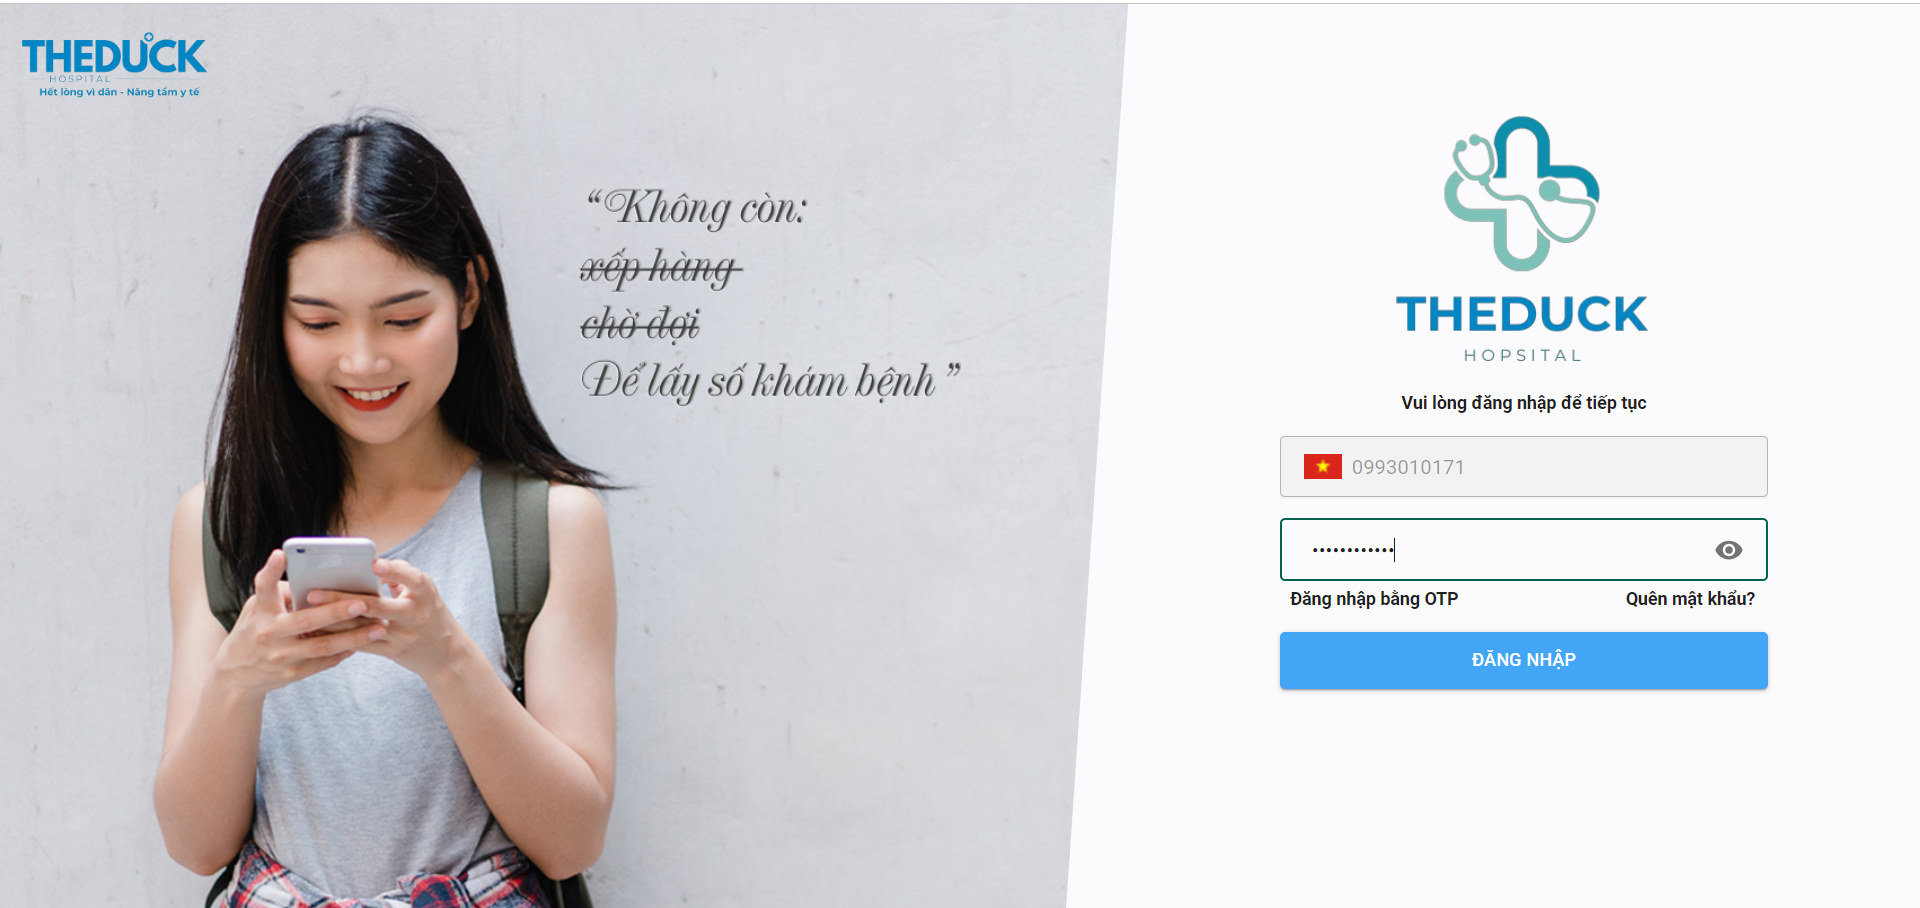 THEDUCK
HOSPITAL
Hết lòng vì dân - Nâng tầm y tế
“Không còn:
xếp hàng
chờ đợi
Để lấy số khám bệnh”
THEDUCK
HOPSITAL
Vui lòng đăng nhập để tiếp tục
0993010171
••••••••••••
Đăng nhập bằng OTP
Quên mật khẩu?
ĐĂNG NHẬP